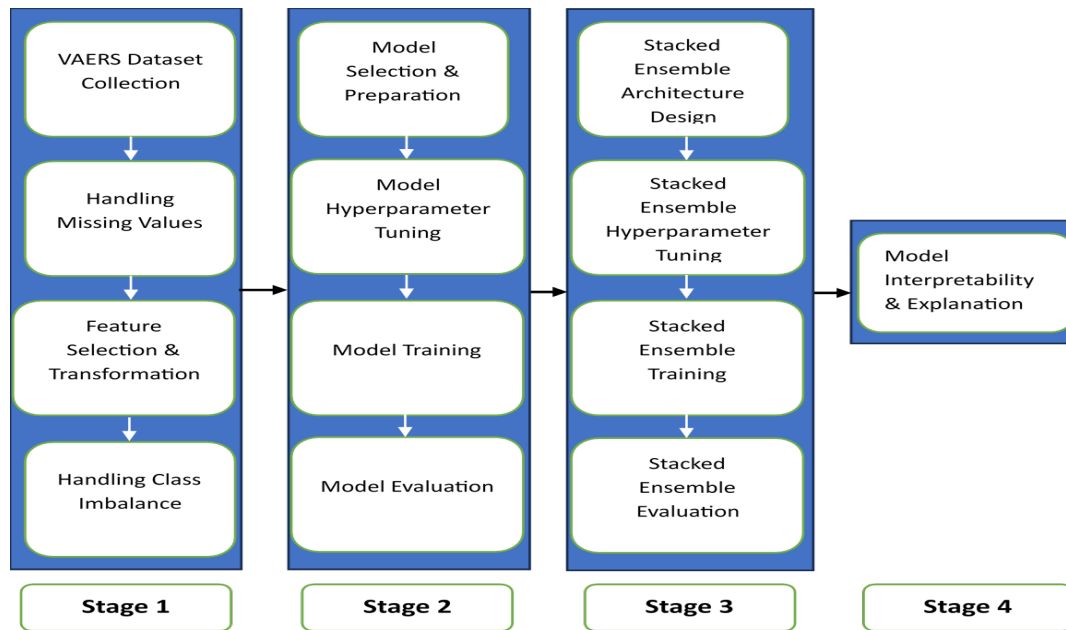 VAERS Dataset
Collection
Handling
Missing Values
Feature
Selection &
Transformation
Handling Class
Imbalance
Model
Selection &
Preparation
Model
Hyperparameter
Tuning
Model Training
Model Evaluation
Stacked
Ensemble
Architecture
Design
Stacked
Ensemble
Hyperparameter
Tuning
Stacked
Ensemble
Training
Stacked
Ensemble
Evaluation
Model
Interpretability
& Explanation
Stage 1
Stage 2
Stage 3
Stage 4